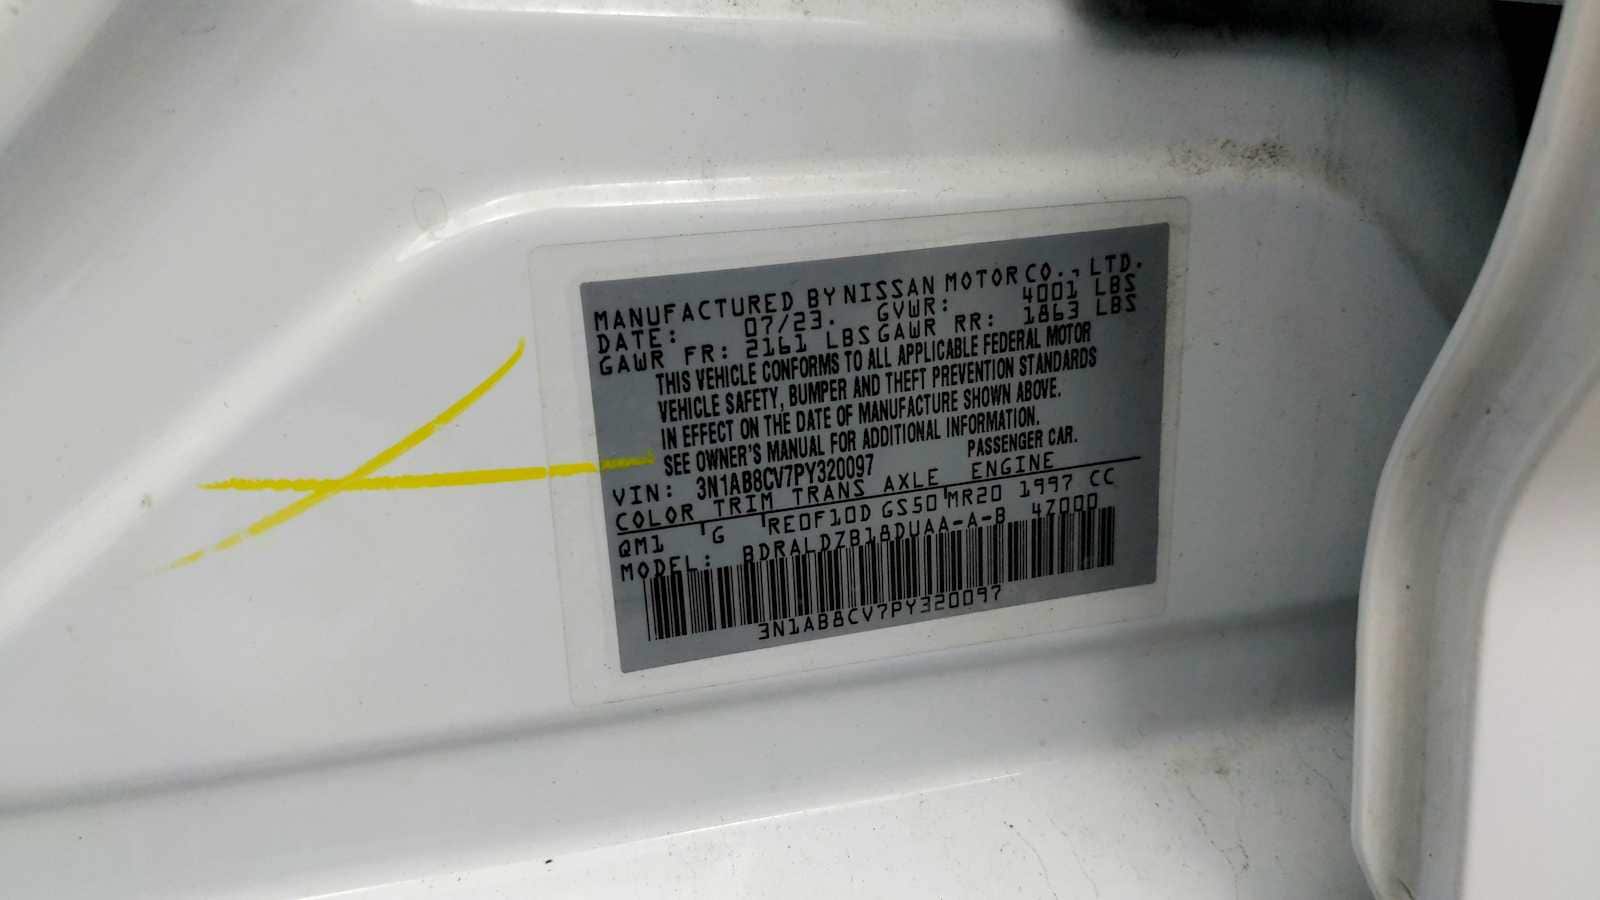 MANUFACTURED BY NISSAN MOTOR CO., LTD.
DATE: 07/23. GVWR: 4001 LBS
GAWR FR: 2161 LBS GAWR RR: 1863 LBS
THIS VEHICLE CONFORMS TO ALL APPLICABLE FEDERAL MOTOR
VEHICLE SAFETY, BUMPER AND THEFT PREVENTION STANDARDS
IN EFFECT ON THE DATE OF MANUFACTURE SHOWN ABOVE.
SEE OWNER'S MANUAL FOR ADDITIONAL INFORMATION.
VIN: 3N1AB8CV7PY320097 PASSENGER CAR.
COLOR TRIM TRANS AXLE ENGINE
QM1 G RE0F10D GS50 MR20 1997 CC
MODEL: BDRALDZB18DUAA-A-B 47000
3N1AB8CV7PY320097